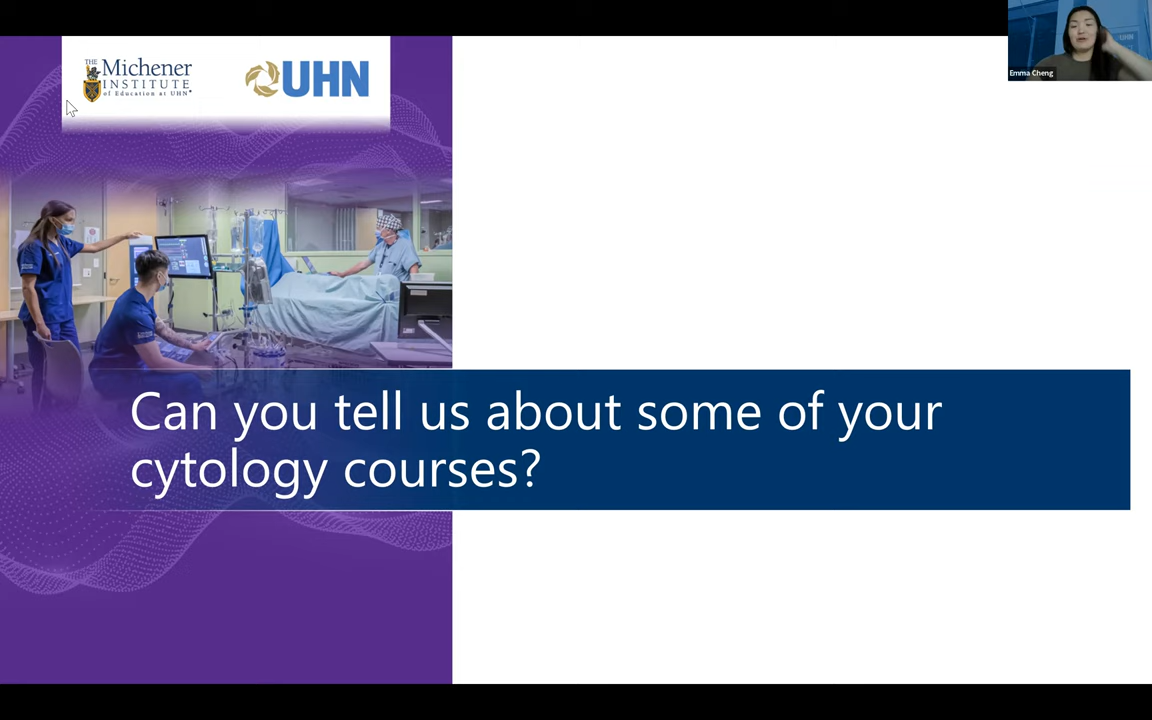 THE
Michener
INSTITUTE
of Education at UHN
UHN
Emma Cheng
UHN
Can you tell us about some of your
cytology courses?